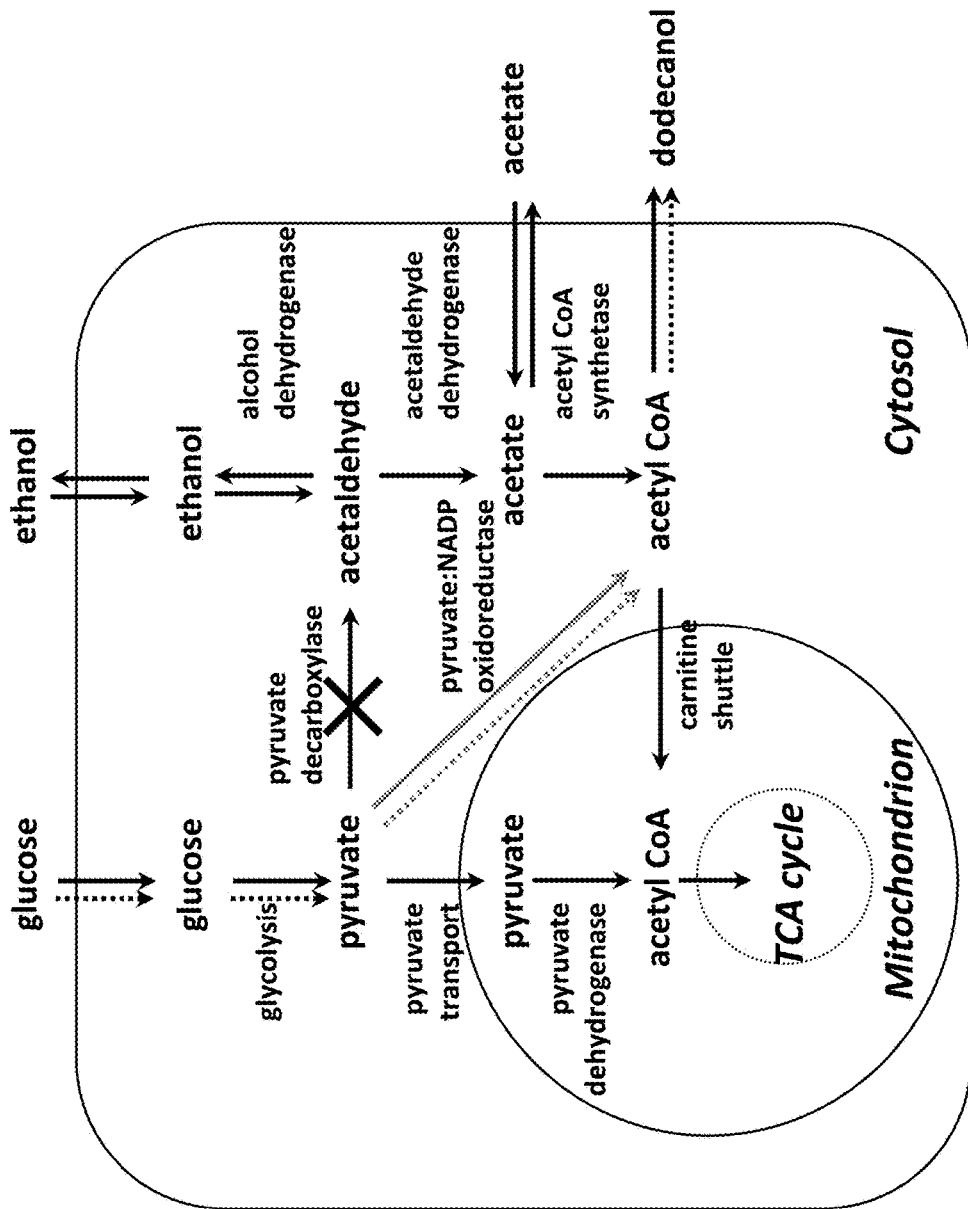 glucose
ethanol
glucose
ethanol
alcohol
dehydrogenase
glycolysis
pyruvate
decarboxylase
pyruvate
acetaldehyde
pyruvate
transport
pyruvate:NADP
oxidoreductase
acetaldehyde
dehydrogenase
pyruvate
acetate
acetate
pyruvate
dehydrogenase
acetyl CoA
synthetase
acetyl CoA
carnitine
shuttle
acetyl CoA
dodecanol
TCA cycle
Mitochondrion
Cytosol